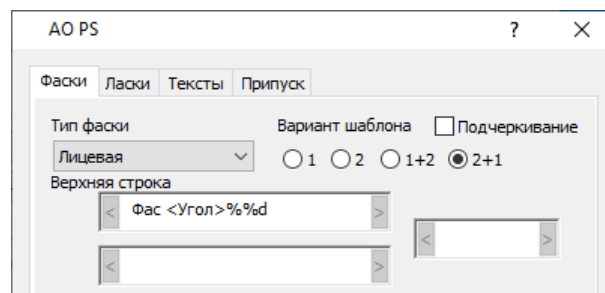 AO PS ?
Фаски Ласки Тексты Припуск
Тип фаски Вариант шаблона Подчеркивание
Лицевая 1 2 1+2 2+1
Верхняя строка
< Фас <Угол>%%d >
< >
< >